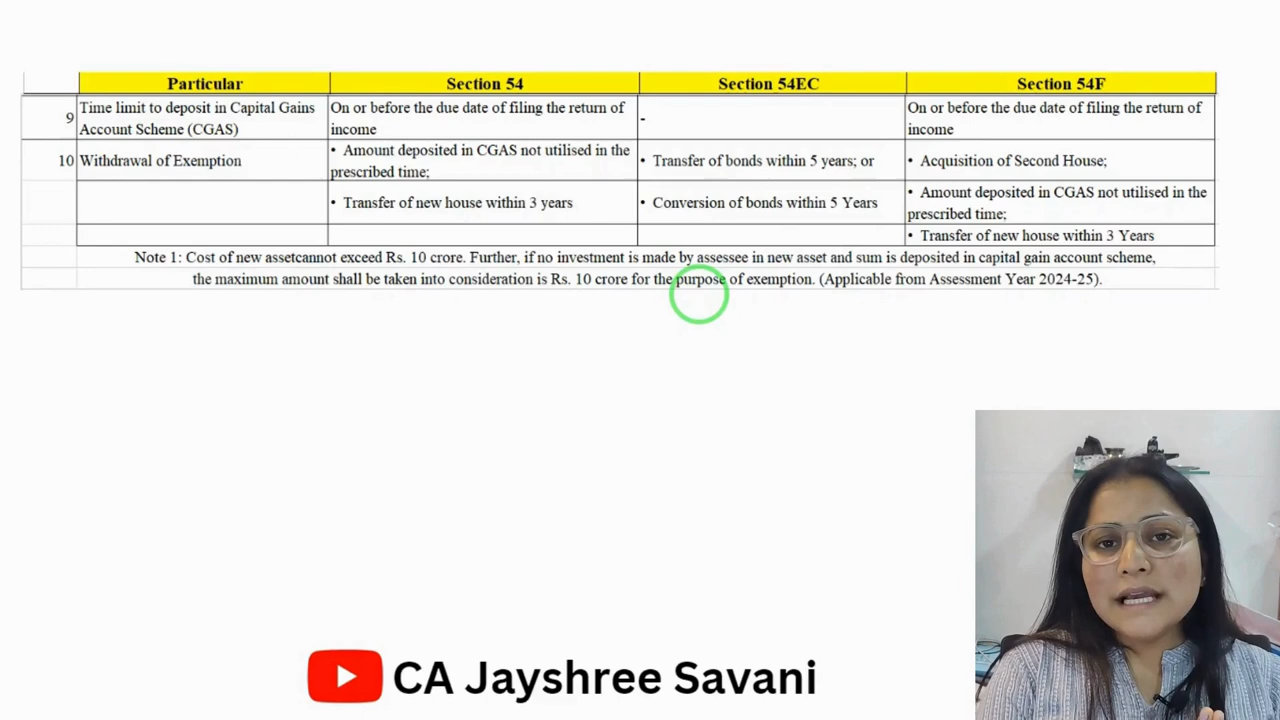 Particular Section 54 Section 54EC Section 54F
9 Time limit to deposit in Capital Gains On or before the due date of filing the return of - On or before the due date of filing the return of
Account Scheme (CGAS) income income
10 Withdrawal of Exemption • Amount deposited in CGAS not utilised in the • Transfer of bonds within 5 years; or • Acquisition of Second House;
prescribed time;
• Transfer of new house within 3 years • Conversion of bonds within 5 Years • Amount deposited in CGAS not utilised in the
prescribed time;
• Transfer of new house within 3 Years
Note 1: Cost of new assetcannot exceed Rs. 10 crore. Further, if no investment is made by assessee in new asset and sum is deposited in capital gain account scheme,
the maximum amount shall be taken into consideration is Rs. 10 crore for the purpose of exemption. (Applicable from Assessment Year 2024-25).
CA Jayshree Savani